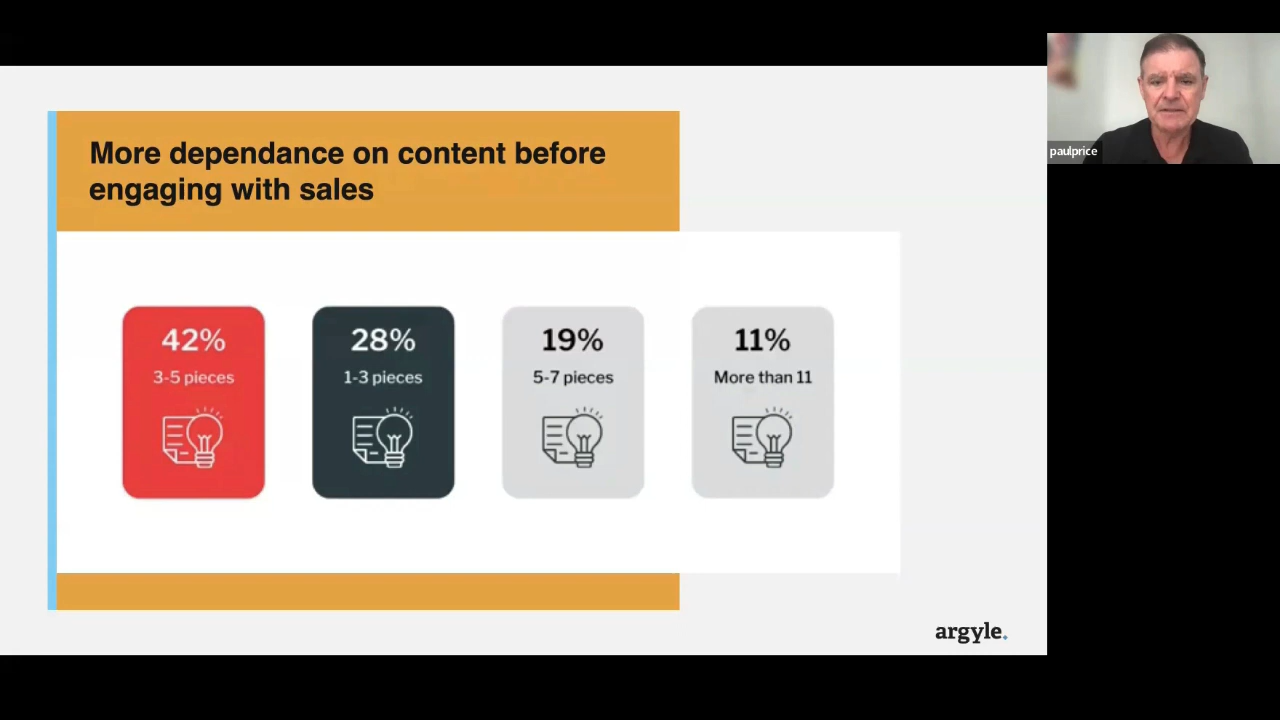 More dependance on content before
engaging with sales
42%
3-5 pieces
28%
1-3 pieces
19%
5-7 pieces
11%
More than 11
argyle.
paulprice